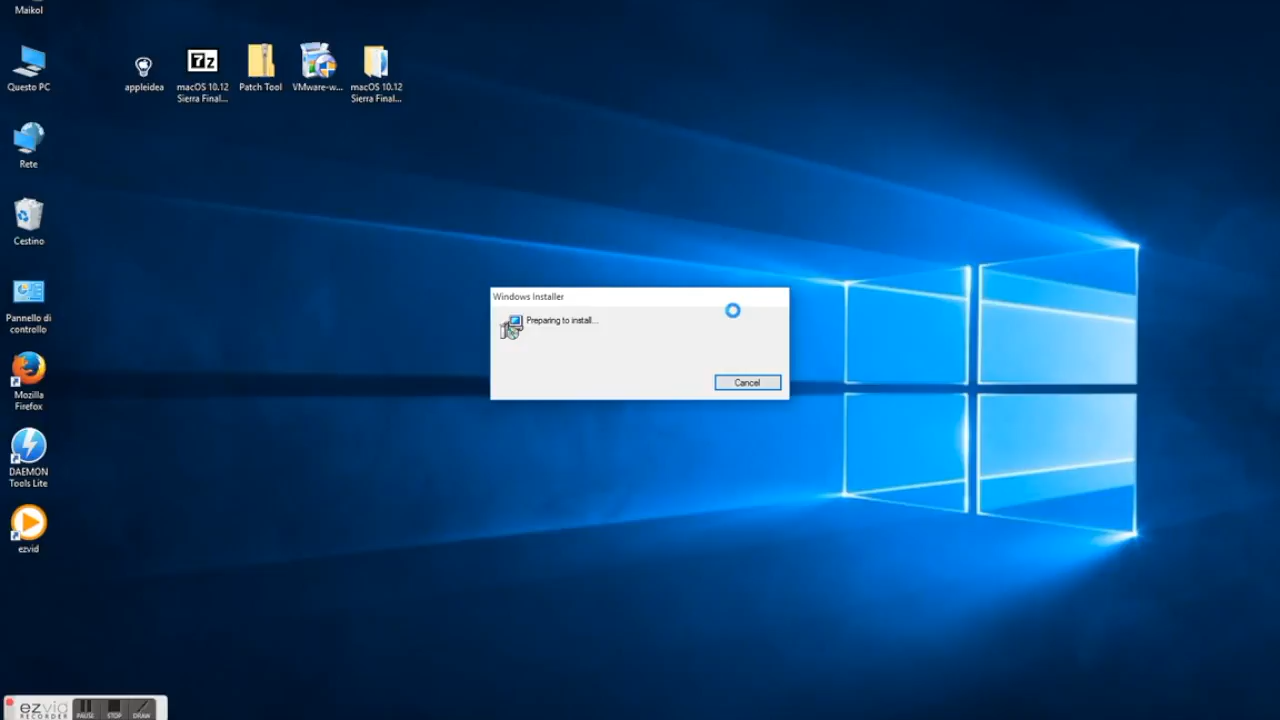 Maikol
Questo PC
Rete
Cestino
Pannello di
controllo
Mozilla
Firefox
DAEMON
Tools Lite
ezvid
appleidea
7z
macOS 10.12
Sierra Final...
Patch Tool
VMware-w...
macOS 10.12
Sierra Final...
Windows Installer
Preparing to install...
Cancel
ezvid
RECORDER
PAUSE
STOP
DRAW